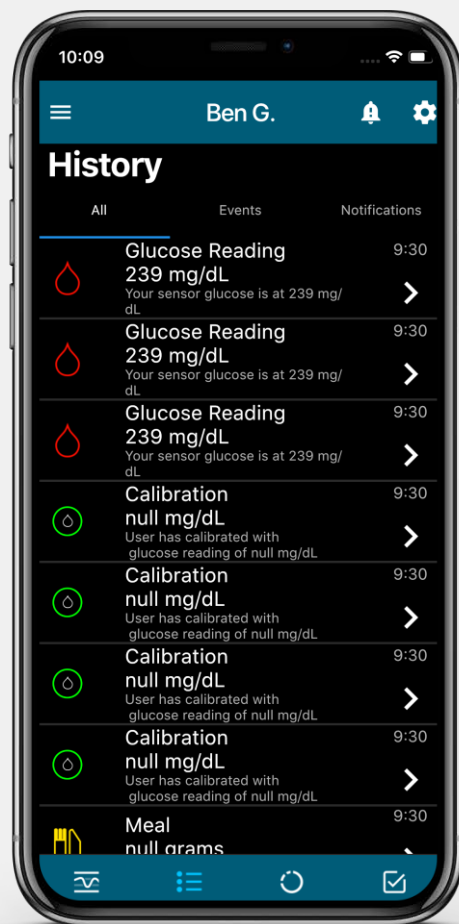 10:09
Ben G.
History
All Events Notifications
Glucose Reading 9:30
239 mg/dL
Your sensor glucose is at 239 mg/
dL
Glucose Reading 9:30
239 mg/dL
Your sensor glucose is at 239 mg/
dL
Glucose Reading 9:30
239 mg/dL
Your sensor glucose is at 239 mg/
dL
Calibration 9:30
null mg/dL
User has calibrated with
glucose reading of null mg/dL
Calibration 9:30
null mg/dL
User has calibrated with
glucose reading of null mg/dL
Calibration 9:30
null mg/dL
User has calibrated with
glucose reading of null mg/dL
Calibration 9:30
null mg/dL
User has calibrated with
glucose reading of null mg/dL
Meal 9:30
null grams